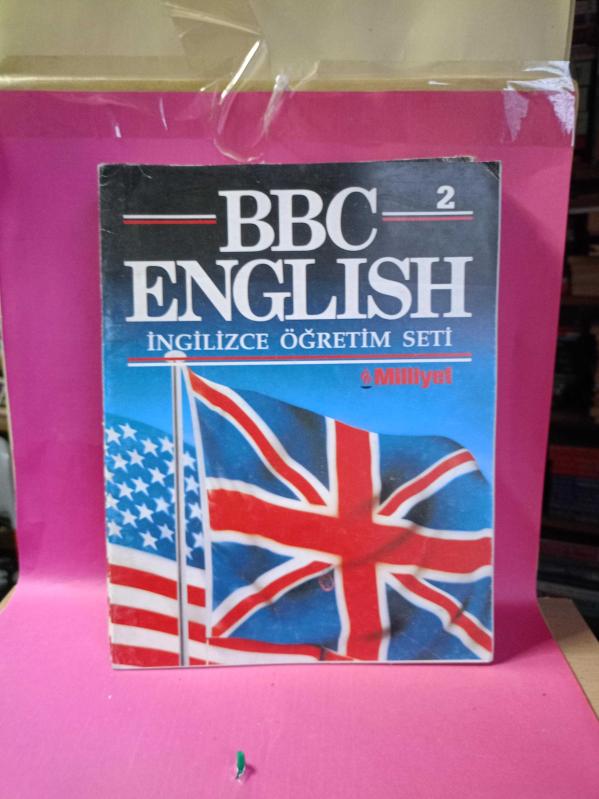 2
BBC
ENGLISH
İNGİLİZCE ÖĞRETİM SETİ
Milliyet